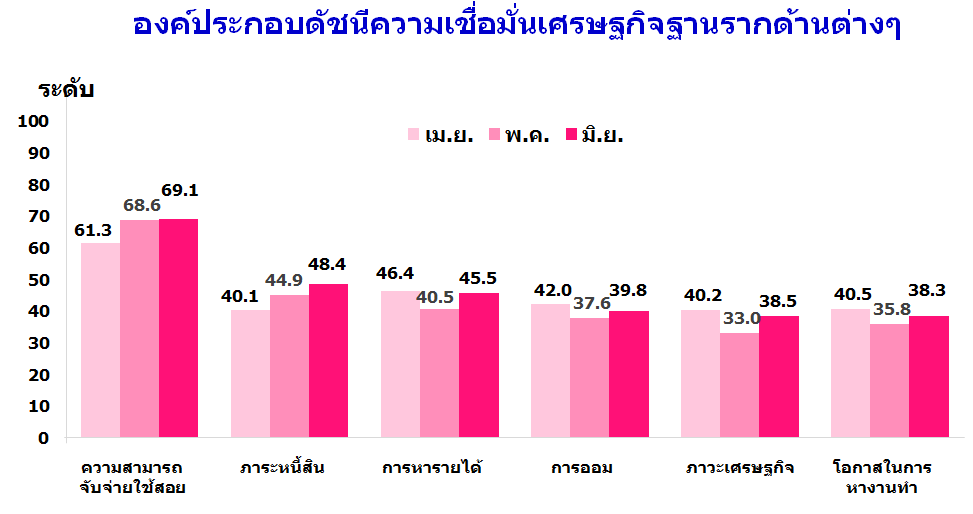 องค์ประกอบดัชนีความเชื่อมั่นเศรษฐกิจฐานรากด้านต่างๆ
ระดับ
100
90
80
70
60
50
40
30
20
10
0
เม.ย. พ.ค. มิ.ย.
61.3 68.6 69.1
40.1 44.9 48.4
46.4 40.5 45.5
42.0 37.6 39.8
40.2 33.0 38.5
40.5 35.8 38.3
ความสามารถ
จับจ่ายใช้สอย
ภาระหนี้สิน
การหารายได้
การออม
ภาวะเศรษฐกิจ
โอกาสในการ
หางานทำ